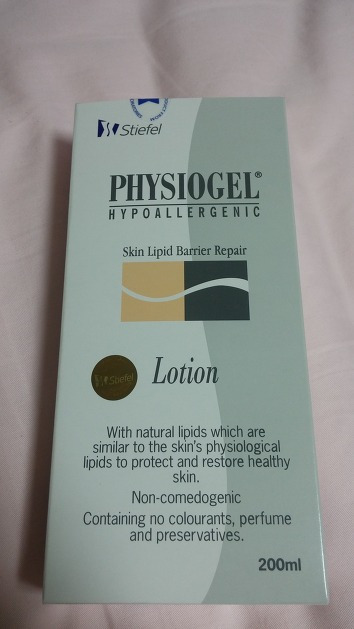 Stiefel
PHYSIOGEL®
HYPOALLERGENIC
Skin Lipid Barrier Repair
Stiefel
Lotion
With natural lipids which are
similar to the skin's physiological
lipids to protect and restore healthy
skin.
Non-comedogenic
Containing no colourants, perfume
and preservatives.
200ml